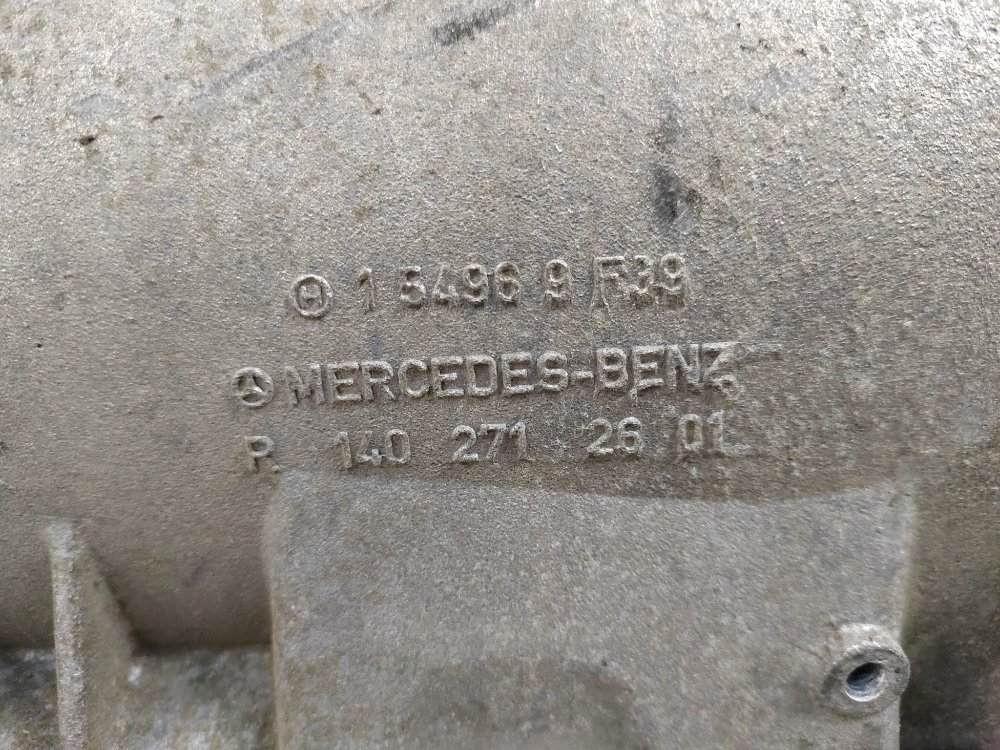 H 1 5496 9 F39
MERCEDES-BENZ
R 140 271 26 01